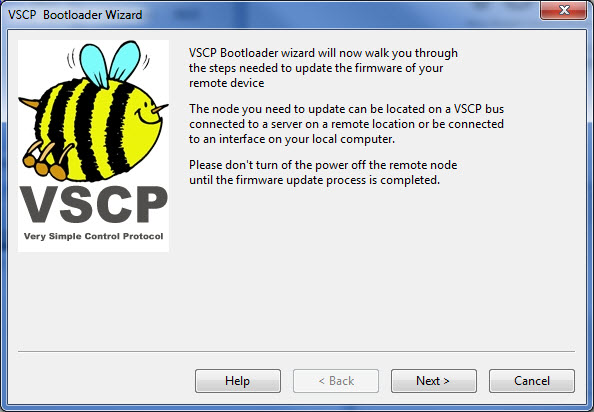 VSCP Bootloader Wizard
VSCP Bootloader wizard will now walk you through
the steps needed to update the firmware of your
remote device
The node you need to update can be located on a VSCP bus
connected to a server on a remote location or be connected
to an interface on your local computer.
Please don't turn of the power off the remote node
until the firmware update process is completed.
VSCP
Very Simple Control Protocol
Help
< Back
Next >
Cancel